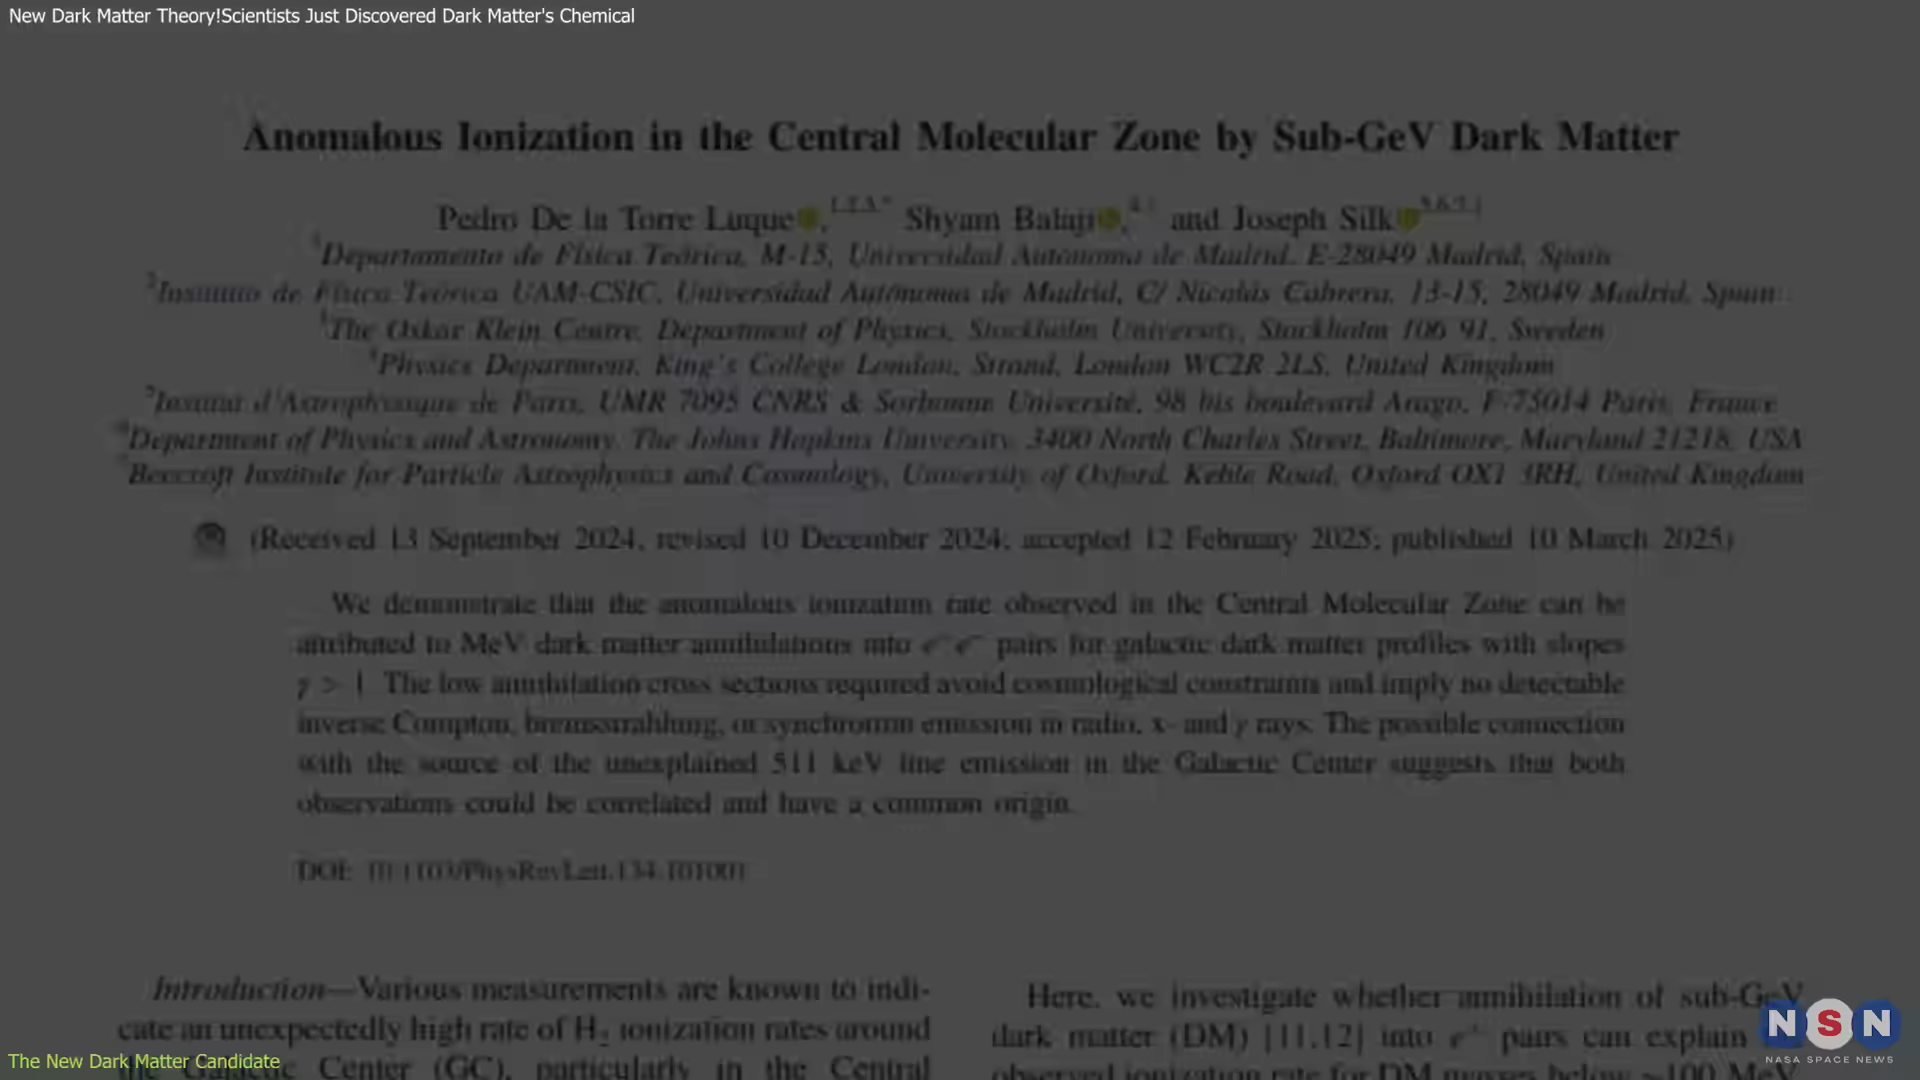 New Dark Matter Theory!Scientists Just Discovered Dark Matter's Chemical
Anomalous Ionization in the Central Molecular Zone by Sub-GeV Dark Matter
Pedro De la Torre Luque, Shyam Balaji, and Joseph Silk
Departamento de Física Teórica, M-15, Universidad Autónoma de Madrid, E-28049 Madrid, Spain
2Instituto de Física Teórica UAM-CSIC, Universidad Autónoma de Madrid, C/ Nicolás Cabrera, 13-15, 28049 Madrid, Spain
The Oskar Klein Centre, Department of Physics, Stockholm University, Stockholm 106 91, Sweden
Physics Department, King's College London, Strand, London WC2R 2LS, United Kingdom
Institut d'Astrophysique de Paris, UMR 7095 CNRS & Sorbonne Université, 98 bis boulevard Arago, F-75014 Paris, France
Department of Physics and Astronomy, The Johns Hopkins University, 3400 North Charles Street, Baltimore, Maryland 21218, USA
Beecroft Institute for Particle Astrophysics and Cosmology, University of Oxford, Keble Road, Oxford OX1 3RH, United Kingdom
(Received 13 September 2024; revised 10 December 2024; accepted 12 February 2025; published 10 March 2025)
We demonstrate that the anomalous ionization rate observed in the Central Molecular Zone can be
attributed to MeV dark matter annihilations into e⁺e⁻ pairs for galactic dark matter profiles with slopes
γ > 1. The low annihilation cross sections required avoid cosmological constraints and imply no detectable
inverse Compton, bremsstrahlung, or synchrotron emission in radio, x- and γ rays. The possible connection
with the source of the unexplained 511 keV line emission in the Galactic Center suggests that both
observations could be correlated and have a common origin.
DOI: 10.1103/PhysRevLett.134.101001
Introduction—Various measurements are known to indi-
cate an unexpectedly high rate of H₂ ionization rates around
the Galactic Center (GC), particularly in the Central
Here, we investigate whether annihilation of sub-GeV
dark matter (DM) [11,12] into e± pairs can explain
observed ionization rate for DM masses below ~100 MeV
NSN
NASA SPACE NEWS
The New Dark Matter Candidate